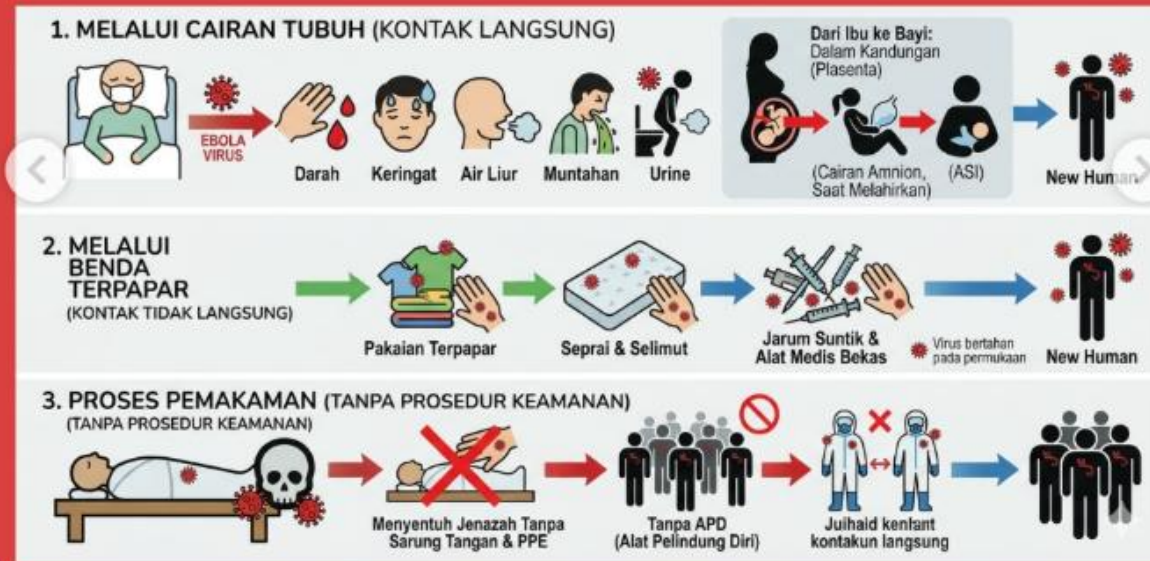 1. MELALUI CAIRAN TUBUH (KONTAK LANGSUNG)
EBOLA
VIRUS
Darah
Keringat
Air Liur
Muntahan
Urine
Dari Ibu ke Bayi:
Dalam Kandungan
(Plasenta)
(Cairan Amnion,
Saat Melahirkan)
(ASI)
New Human
2. MELALUI
BENDA
TERPAPAR
(KONTAK TIDAK LANGSUNG)
Pakaian Terpapar
Seprai & Selimut
Jarum Suntik &
Alat Medis Bekas
Virus bertahan
pada permukaan
New Human
3. PROSES PEMAKAMAN (TANPA PROSEDUR KEAMANAN)
(TANPA PROSEDUR KEAMANAN)
Menyentuh Jenazah Tanpa
Sarung Tangan & PPE
Tanpa APD
(Alat Pelindung Diri)
Juihaid kenlant
kontakun langsung